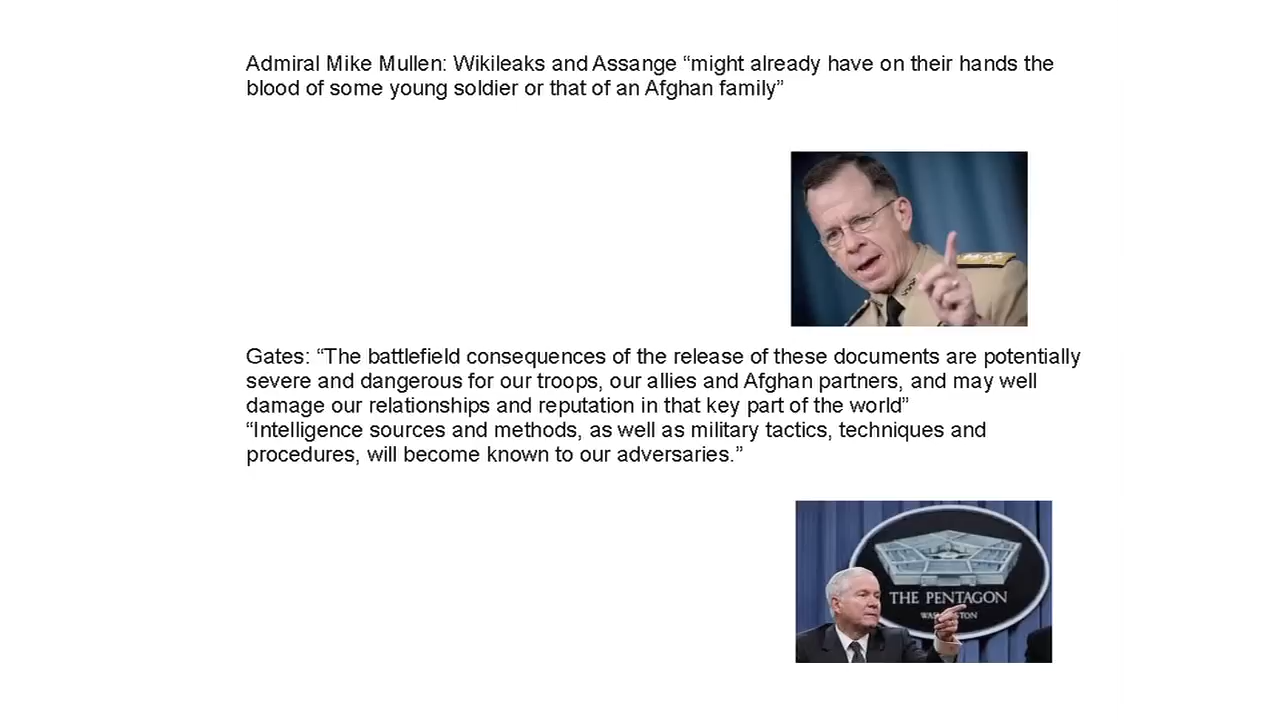 Admiral Mike Mullen: Wikileaks and Assange “might already have on their hands the
blood of some young soldier or that of an Afghan family”
Gates: “The battlefield consequences of the release of these documents are potentially
severe and dangerous for our troops, our allies and Afghan partners, and may well
damage our relationships and reputation in that key part of the world”
“Intelligence sources and methods, as well as military tactics, techniques and
procedures, will become known to our adversaries.”
THE PENTAGON
WASHINGTON